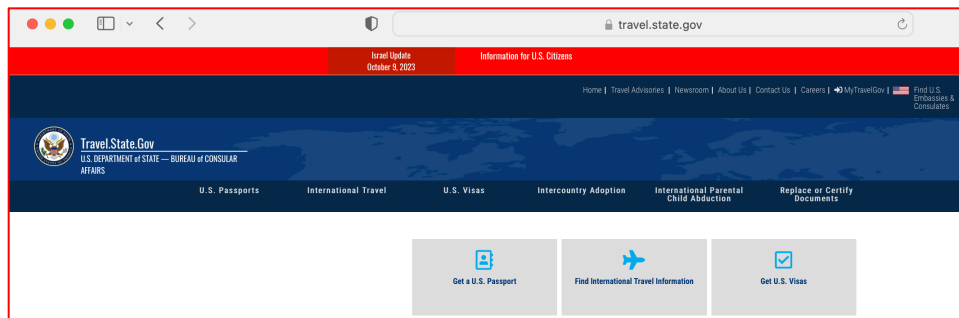 travel.state.gov
Israel Update
October 9, 2023
Information for U.S. Citizens
Home | Travel Advisories | Newsroom | About Us | Contact Us | Careers | MyTravelGov | Find U.S.
Embassies &
Consulates
Travel.State.Gov
U.S. DEPARTMENT of STATE — BUREAU of CONSULAR
AFFAIRS
U.S. Passports International Travel U.S. Visas Intercountry Adoption International Parental
Child Abduction
Replace or Certify
Documents
Get a U.S. Passport Find International Travel Information Get U.S. Visas